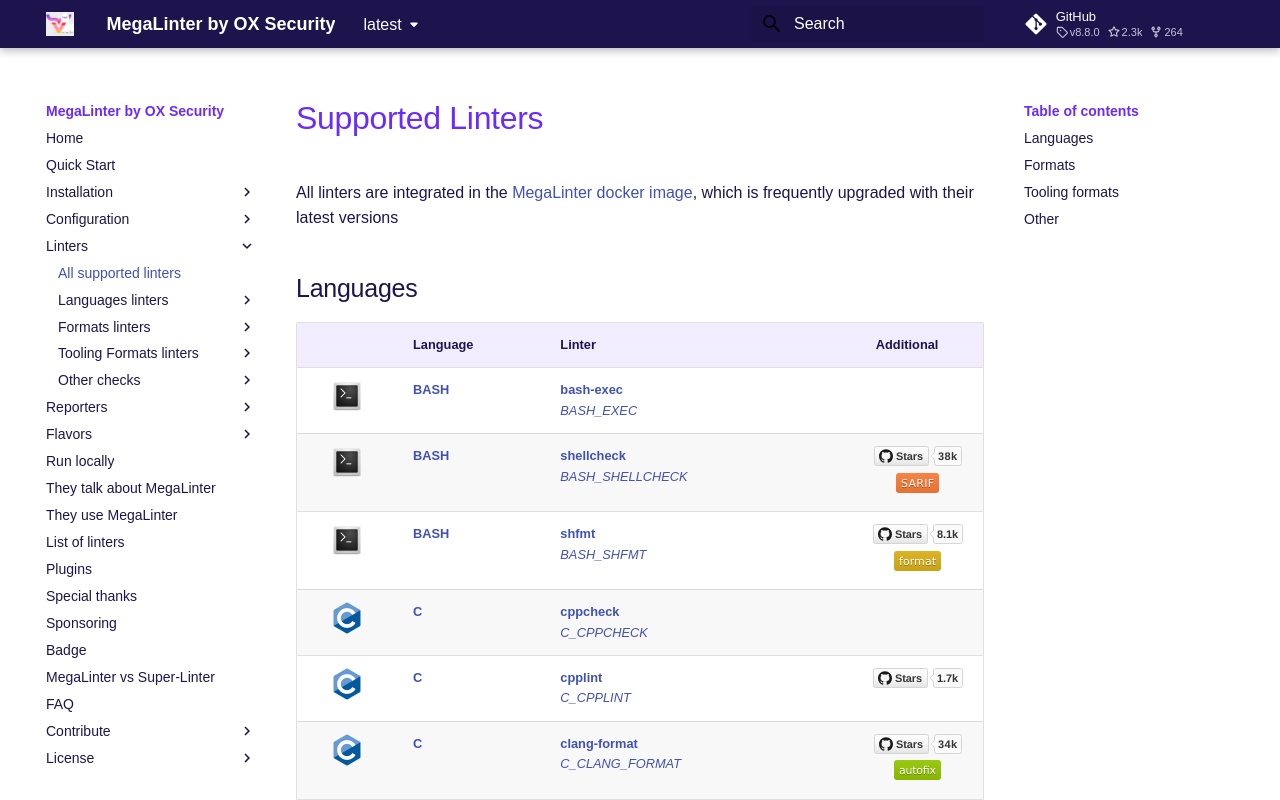 MegaLinter by OX Security
latest
Search
GitHub
v8.8.0 2.3k 264
MegaLinter by OX Security
Home
Quick Start
Installation
Configuration
Linters
All supported linters
Languages linters
Formats linters
Tooling Formats linters
Other checks
Reporters
Flavors
Run locally
They talk about MegaLinter
They use MegaLinter
List of linters
Plugins
Special thanks
Sponsoring
Badge
MegaLinter vs Super-Linter
FAQ
Contribute
License
Supported Linters
All linters are integrated in the MegaLinter docker image, which is frequently upgraded with their
latest versions
Languages
Language Linter Additional
BASH bash-exec
BASH_EXEC
BASH shellcheck Stars 38k
BASH_SHELLCHECK SARIF
BASH shfmt Stars 8.1k
BASH_SHFMT format
C cppcheck
C_CPPCHECK
C cpplint Stars 1.7k
C_CPPLINT
C clang-format Stars 34k
C_CLANG_FORMAT autofix
Table of contents
Languages
Formats
Tooling formats
Other